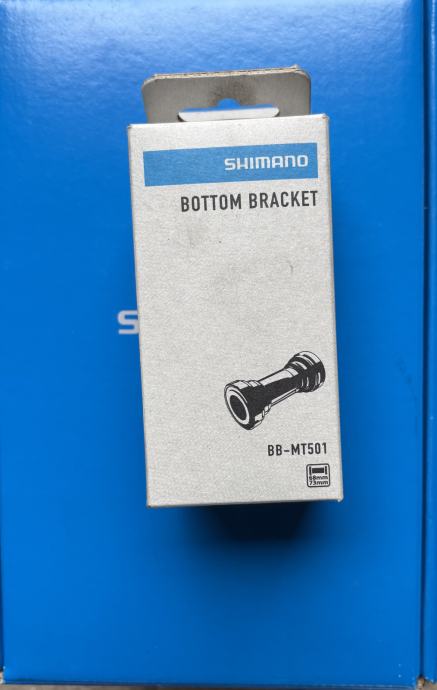 SHIMANO
BOTTOM BRACKET
S
BB-MT501
68mm
73mm